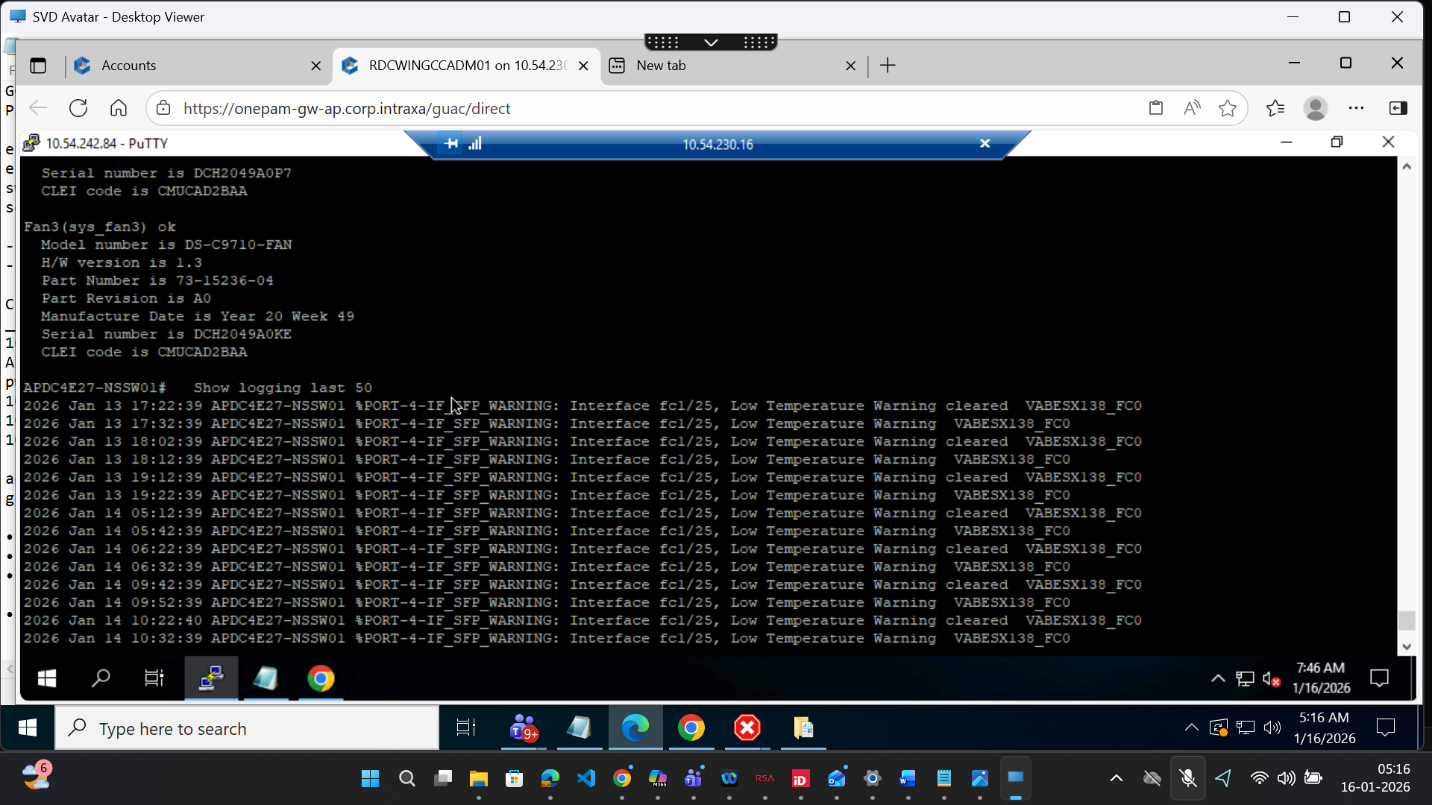 SVD Avatar - Desktop Viewer
Accounts
RDCWINGCCADM01 on 10.54.230
New tab
https://onepam-gw-ap.corp.intraxa/guac/direct
10.54.242.84 - PuTTY
10.54.230.16
Serial number is DCH2049A0P7
CLEI code is CMUCAD2BAA
Fan3(sys_fan3) ok
Model number is DS-C9710-FAN
H/W version is 1.3
Part Number is 73-15236-04
Part Revision is A0
Manufacture Date is Year 20 Week 49
Serial number is DCH2049A0KE
CLEI code is CMUCAD2BAA
APDC4E27-NSSW01#   Show logging last 50
2026 Jan 13 17:22:39 APDC4E27-NSSW01 %PORT-4-IF_SFP_WARNING: Interface fc1/25, Low Temperature Warning cleared  VABESX138_FC0
2026 Jan 13 17:32:39 APDC4E27-NSSW01 %PORT-4-IF_SFP_WARNING: Interface fc1/25, Low Temperature Warning  VABESX138_FC0
2026 Jan 13 18:02:39 APDC4E27-NSSW01 %PORT-4-IF_SFP_WARNING: Interface fc1/25, Low Temperature Warning cleared  VABESX138_FC0
2026 Jan 13 18:12:39 APDC4E27-NSSW01 %PORT-4-IF_SFP_WARNING: Interface fc1/25, Low Temperature Warning  VABESX138_FC0
2026 Jan 13 19:12:39 APDC4E27-NSSW01 %PORT-4-IF_SFP_WARNING: Interface fc1/25, Low Temperature Warning cleared  VABESX138_FC0
2026 Jan 13 19:22:39 APDC4E27-NSSW01 %PORT-4-IF_SFP_WARNING: Interface fc1/25, Low Temperature Warning  VABESX138_FC0
2026 Jan 14 05:12:39 APDC4E27-NSSW01 %PORT-4-IF_SFP_WARNING: Interface fc1/25, Low Temperature Warning cleared  VABESX138_FC0
2026 Jan 14 05:42:39 APDC4E27-NSSW01 %PORT-4-IF_SFP_WARNING: Interface fc1/25, Low Temperature Warning  VABESX138_FC0
2026 Jan 14 06:22:39 APDC4E27-NSSW01 %PORT-4-IF_SFP_WARNING: Interface fc1/25, Low Temperature Warning cleared  VABESX138_FC0
2026 Jan 14 06:32:39 APDC4E27-NSSW01 %PORT-4-IF_SFP_WARNING: Interface fc1/25, Low Temperature Warning  VABESX138_FC0
2026 Jan 14 09:42:39 APDC4E27-NSSW01 %PORT-4-IF_SFP_WARNING: Interface fc1/25, Low Temperature Warning cleared  VABESX138_FC0
2026 Jan 14 09:52:39 APDC4E27-NSSW01 %PORT-4-IF_SFP_WARNING: Interface fc1/25, Low Temperature Warning  VABESX138_FC0
2026 Jan 14 10:22:40 APDC4E27-NSSW01 %PORT-4-IF_SFP_WARNING: Interface fc1/25, Low Temperature Warning cleared  VABESX138_FC0
2026 Jan 14 10:32:39 APDC4E27-NSSW01 %PORT-4-IF_SFP_WARNING: Interface fc1/25, Low Temperature Warning  VABESX138_FC0
7:46 AM
1/16/2026
Type here to search
9+
5:16 AM
1/16/2026
6
RSA
iD
05:16
16-01-2026